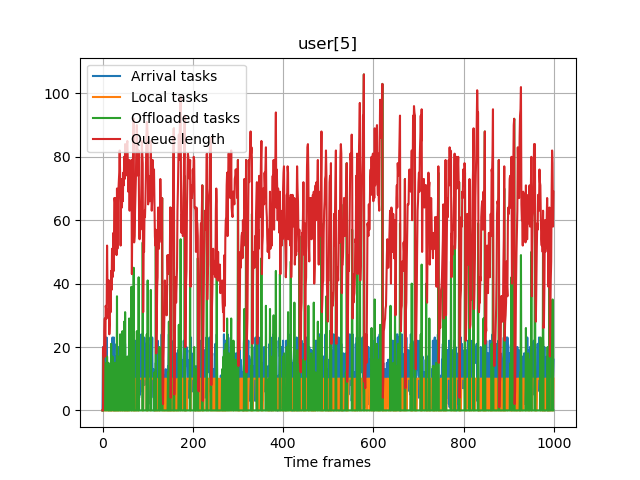 user[5]
Arrival tasks
Local tasks
Offloaded tasks
Queue length
100
80
60
40
20
0
0 200 400 600 800 1000
Time frames